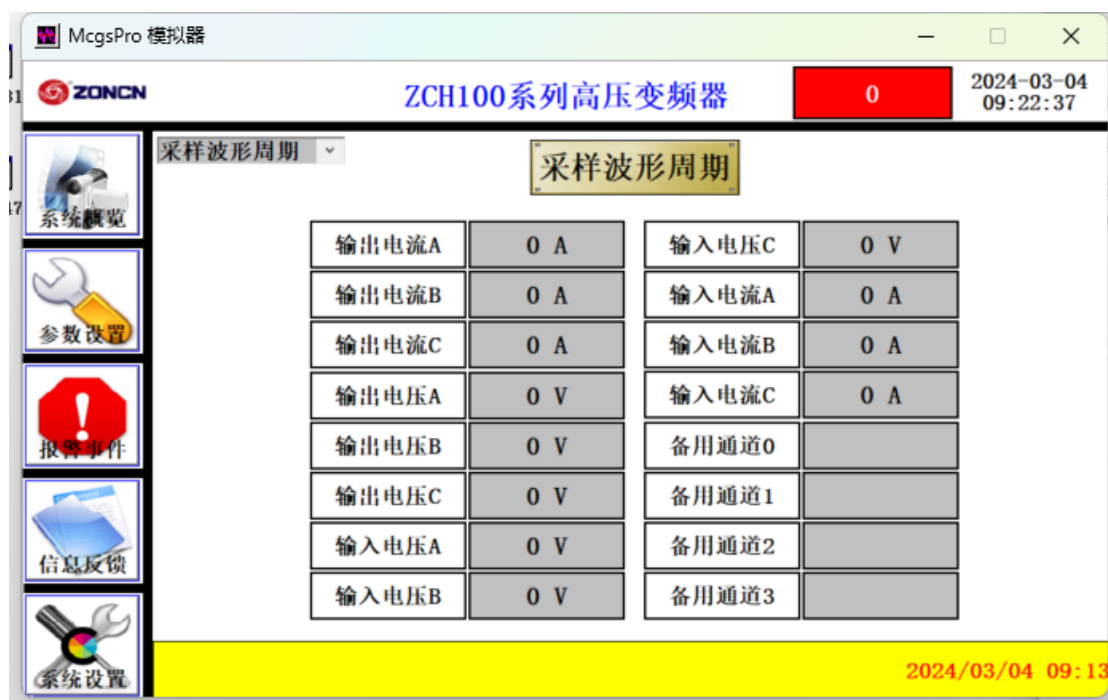 McgsPro 模拟器
ZONCN
ZCH100系列高压变频器
0
2024-03-04
09:22:37
采样波形周期
采样波形周期
系统概览
参数设置
报警事件
信息反馈
系统设置
输出电流A 0 A 输入电压C 0 V
输出电流B 0 A 输入电流A 0 A
输出电流C 0 A 输入电流B 0 A
输出电压A 0 V 输入电流C 0 A
输出电压B 0 V 备用通道0
输出电压C 0 V 备用通道1
输入电压A 0 V 备用通道2
输入电压B 0 V 备用通道3
2024/03/04 09:13